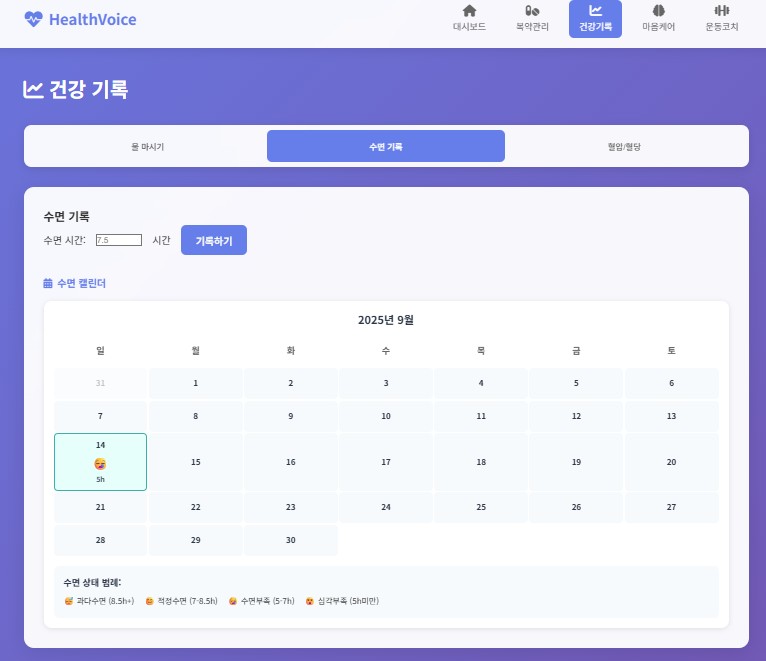 HealthVoice
대시보드 복약관리 건강기록 마음케어 운동코치
건강 기록
물 마시기 수면 기록 혈압/혈당
수면 기록
수면 시간: 7.5 시간 기록하기
수면 캘린더
2025년 9월
일 월 화 수 목 금 토
31 1 2 3 4 5 6
7 8 9 10 11 12 13
14 15 16 17 18 19 20
5h
21 22 23 24 25 26 27
28 29 30
수면 상태 범례:
과다수면 (8.5h+) 적정수면 (7-8.5h) 수면부족 (5-7h) 심각부족 (5h미만)